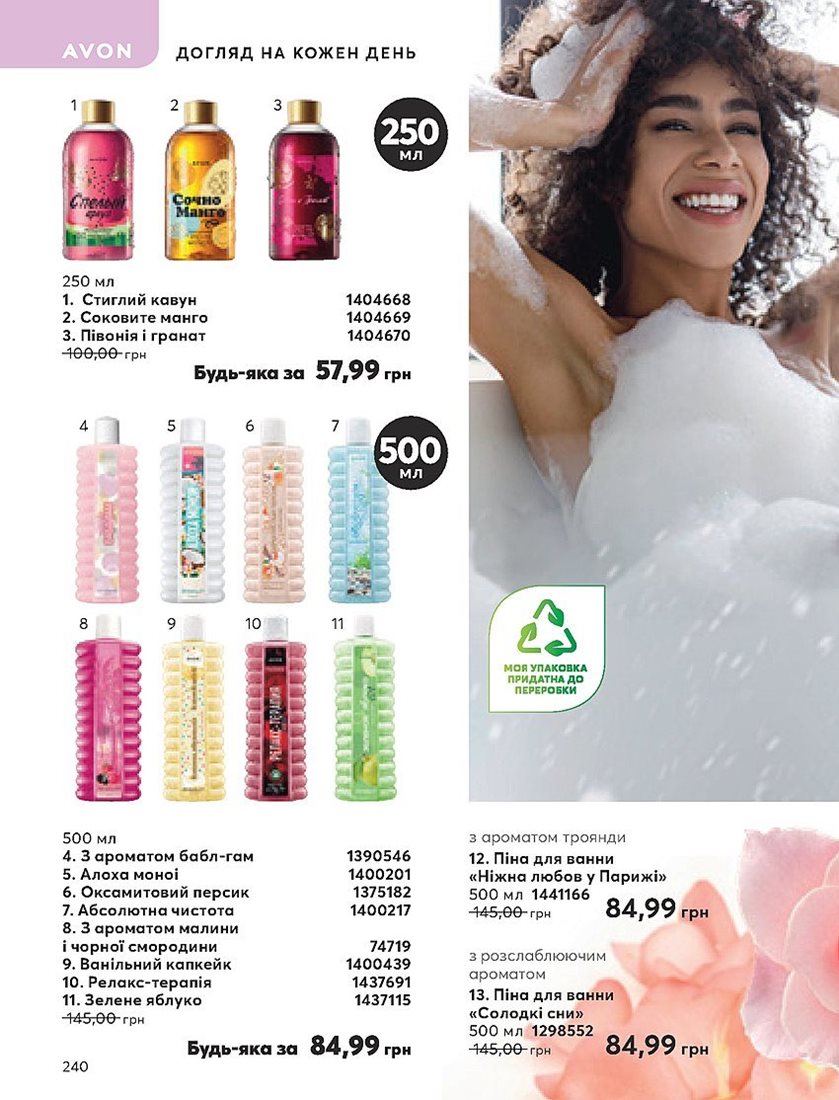 AVON
ДОГЛЯД НА КОЖЕН ДЕНЬ
1
2
3
250
МЛ
Спелый
арбуз
Сочно
Манго
250 мл
1. Стиглий кавун 1404668
2. Соковите манго 1404669
3. Півонія і гранат 1404670
100,00 грн
Будь-яка за 57,99 грн
4
5
6
7
500
МЛ
8
9
10
11
МОЯ УПАКОВКА
ПРИДАТНА ДО
ПЕРЕРОБКИ
500 мл
4. З ароматом бабл-гам 1390546
5. Алоха моноі 1400201
6. Оксамитовий персик 1375182
7. Абсолютна чистота 1400217
8. З ароматом малини
і чорної смородини 74719
9. Ванільний капкейк 1400439
10. Релакс-терапія 1437691
11. Зелене яблуко 1437115
145,00 грн
Будь-яка за 84,99 грн
240
з ароматом троянди
12. Піна для ванни
«Ніжна любов у Парижі»
500 мл 1441166
145,00 грн 84,99 грн
з розслаблюючим
ароматом
13. Піна для ванни
«Солодкі сни»
500 мл 1298552
145,00 грн 84,99 грн